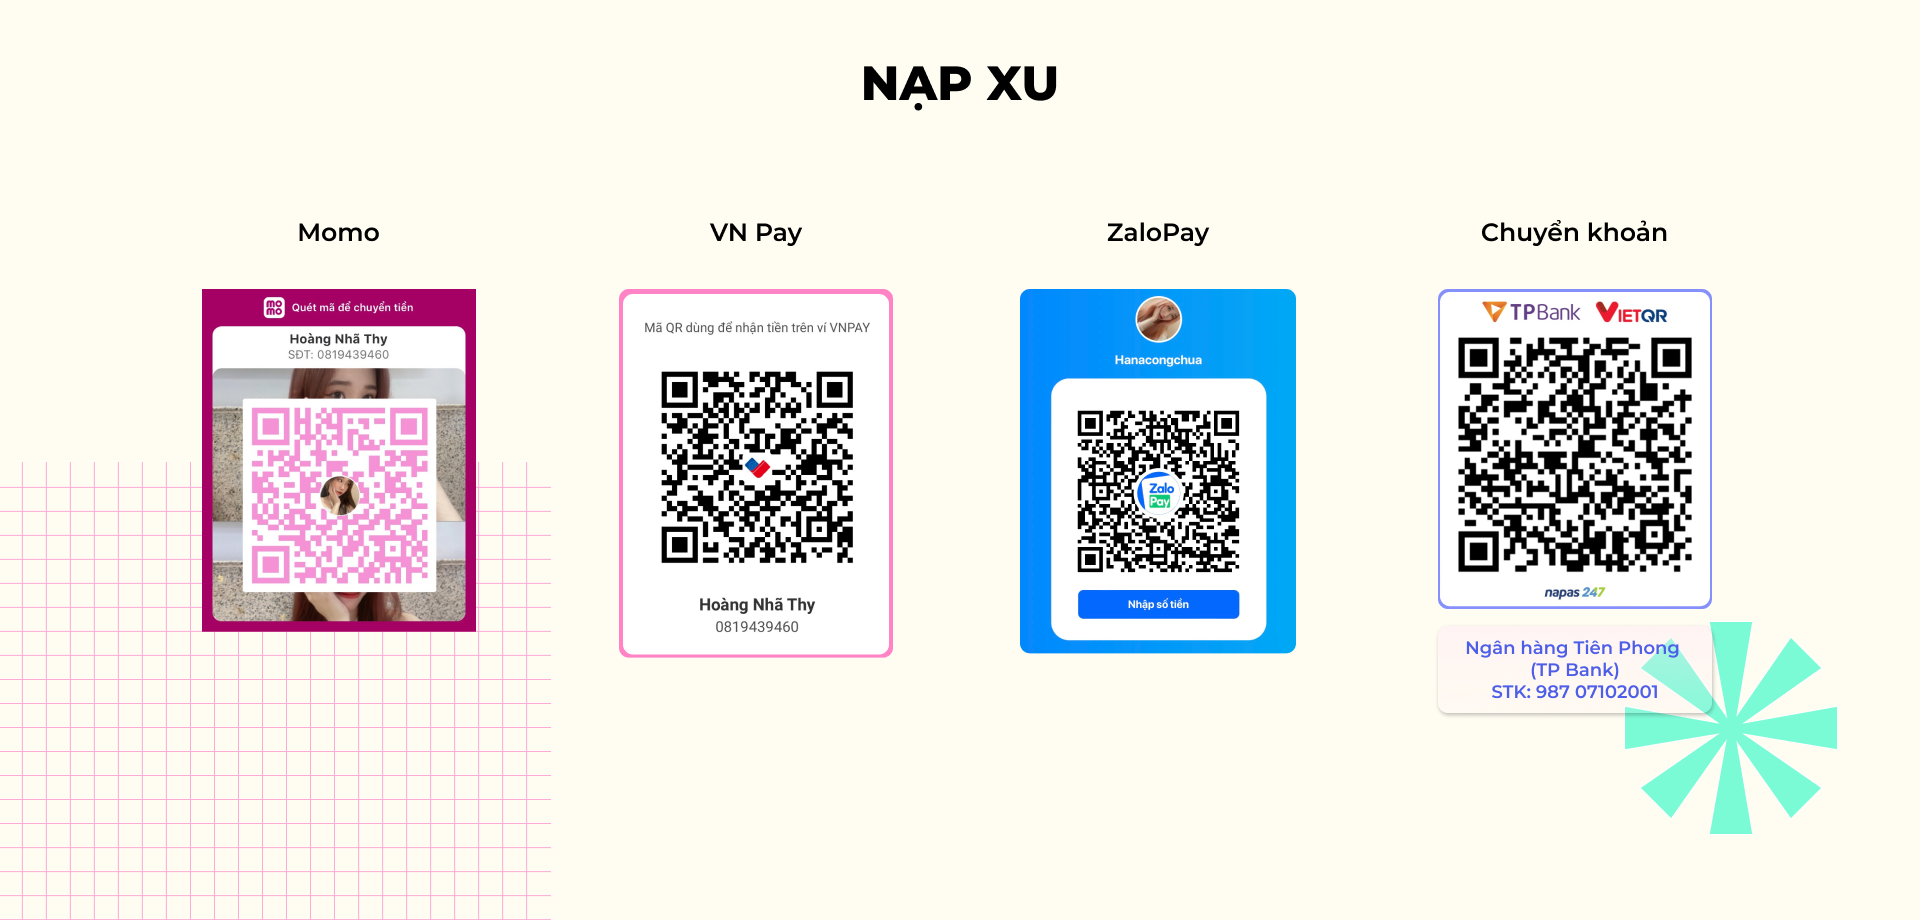 NẠP XU
Momo
mo
mo
Quét mã để chuyển tiền
Hoàng Nhã Thy
SĐT: 0819439460
VN Pay
Mã QR dùng để nhận tiền trên ví VNPAY
Hoàng Nhã Thy
0819439460
ZaloPay
Hanacongchua
Zalo
Pay
Nhập số tiền
Chuyển khoản
TPBank VIETQR
napas 247
Ngân hàng Tiên Phong
(TP Bank)
STK: 987 07102001